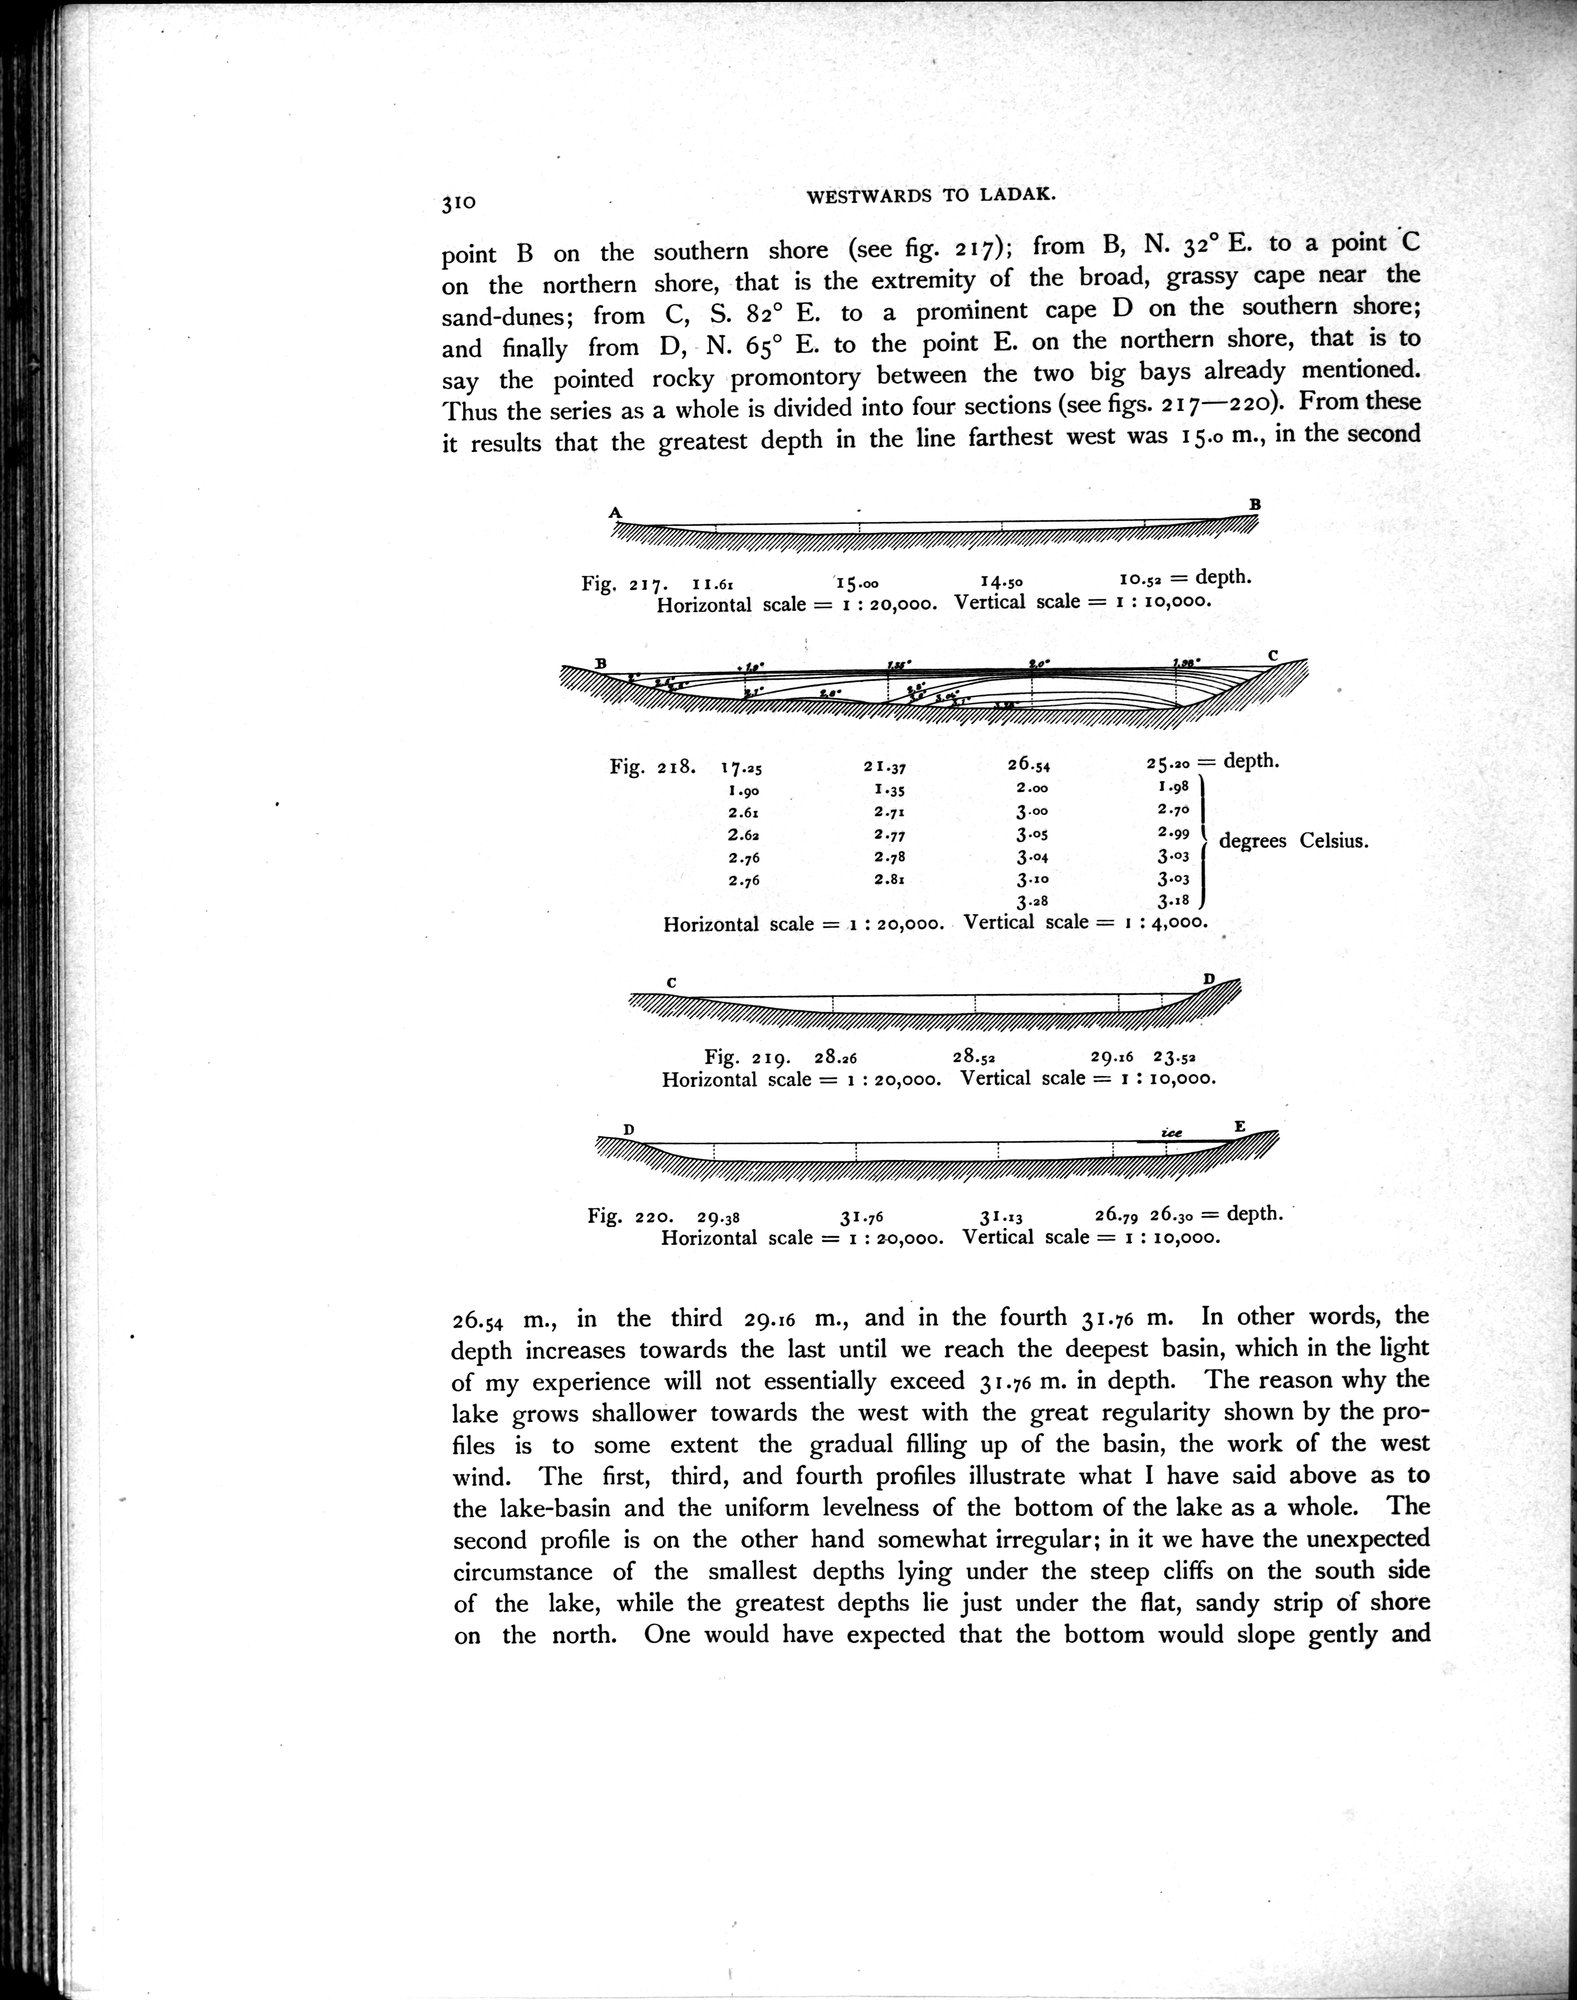 310
WESTWARDS TO LADAK.
point B on the southern shore (see fig. 217); from B, N. 32° E. to a point C
on the northern shore, that is the extremity of the broad, grassy cape near the
sand-dunes; from C, S. 82° E. to a prominent cape D on the southern shore;
and finally from D, N. 65° E. to the point E. on the northern shore, that is to
say the pointed rocky promontory between the two big bays already mentioned.
Thus the series as a whole is divided into four sections (see figs. 217—220). From these
it results that the greatest depth in the line farthest west was 15.0 m., in the second
A B
Fig. 217. 11.61 15.00 14.50 10.52 = depth.
Horizontal scale = 1 : 20,000. Vertical scale = 1 : 10,000.
B C
+1.9° 1.35° 2.0° 1.98°
2.1° 2.8°
Fig. 218. 17.25 21.37 26.54 25.20 = depth.
1.90 1.35 2.00 1.98
2.61 2.71 3.00 2.70
2.62 2.77 3.05 2.99
degrees Celsius.
2.76 2.78 3.04 3.03
2.76 2.81 3.10 3.03
3.28 3.18
Horizontal scale = 1 : 20,000. Vertical scale = 1 : 4,000.
C D
Fig. 219. 28.26 28.52 29.16 23.52
Horizontal scale = 1 : 20,000. Vertical scale = 1 : 10,000.
D ice E
Fig. 220. 29.38 31.76 31.13 26.79 26.30 = depth.
Horizontal scale = 1 : 20,000. Vertical scale = 1 : 10,000.
26.54 m., in the third 29.16 m., and in the fourth 31.76 m. In other words, the
depth increases towards the last until we reach the deepest basin, which in the light
of my experience will not essentially exceed 31.76 m. in depth. The reason why the
lake grows shallower towards the west with the great regularity shown by the pro-
files is to some extent the gradual filling up of the basin, the work of the west
wind. The first, third, and fourth profiles illustrate what I have said above as to
the lake-basin and the uniform levelness of the bottom of the lake as a whole. The
second profile is on the other hand somewhat irregular; in it we have the unexpected
circumstance of the smallest depths lying under the steep cliffs on the south side
of the lake, while the greatest depths lie just under the flat, sandy strip of shore
on the north. One would have expected that the bottom would slope gently and